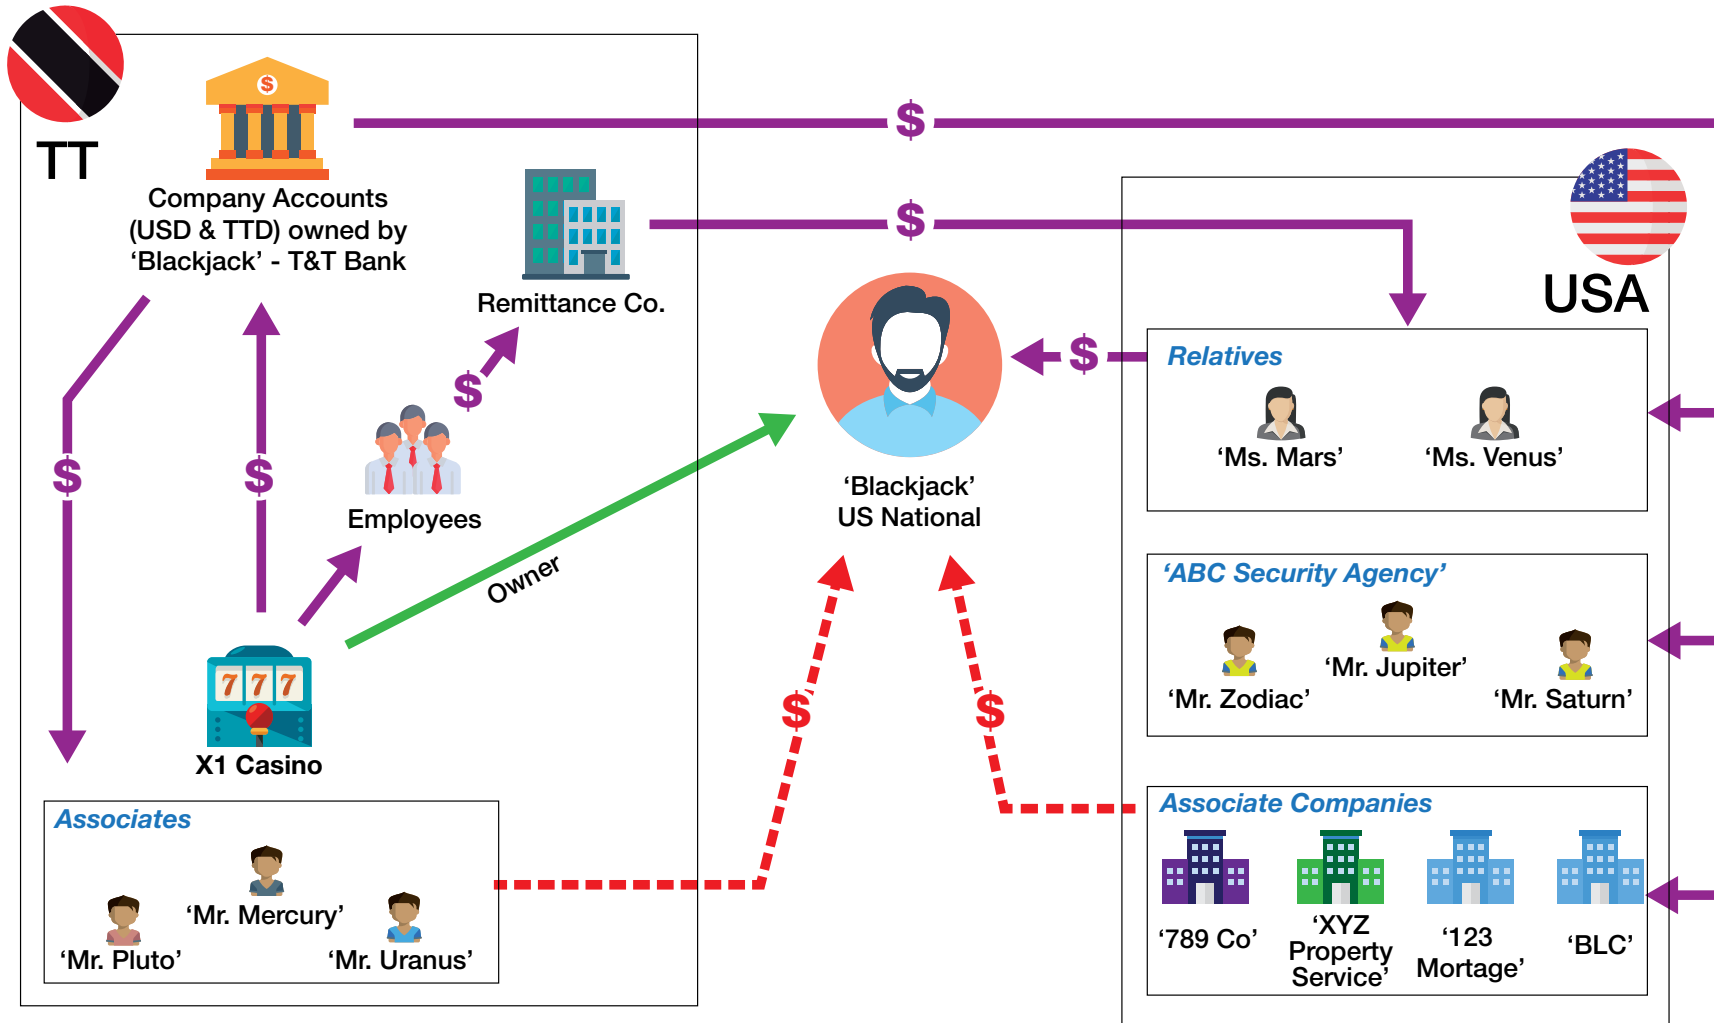 TT
$
Company Accounts
(USD & TTD) owned by
‘Blackjack’ - T&T Bank
Remittance Co.
$
$
USA
$
Relatives
‘Ms. Mars’
‘Ms. Venus’
$
$
$
Employees
‘Blackjack’
US National
Owner
‘ABC Security Agency’
‘Mr. Zodiac’
‘Mr. Jupiter’
‘Mr. Saturn’
777
X1 Casino
$
$
Associates
‘Mr. Pluto’
‘Mr. Mercury’
‘Mr. Uranus’
Associate Companies
‘789 Co’
‘XYZ
Property
Service’
‘123
Mortage’
‘BLC’